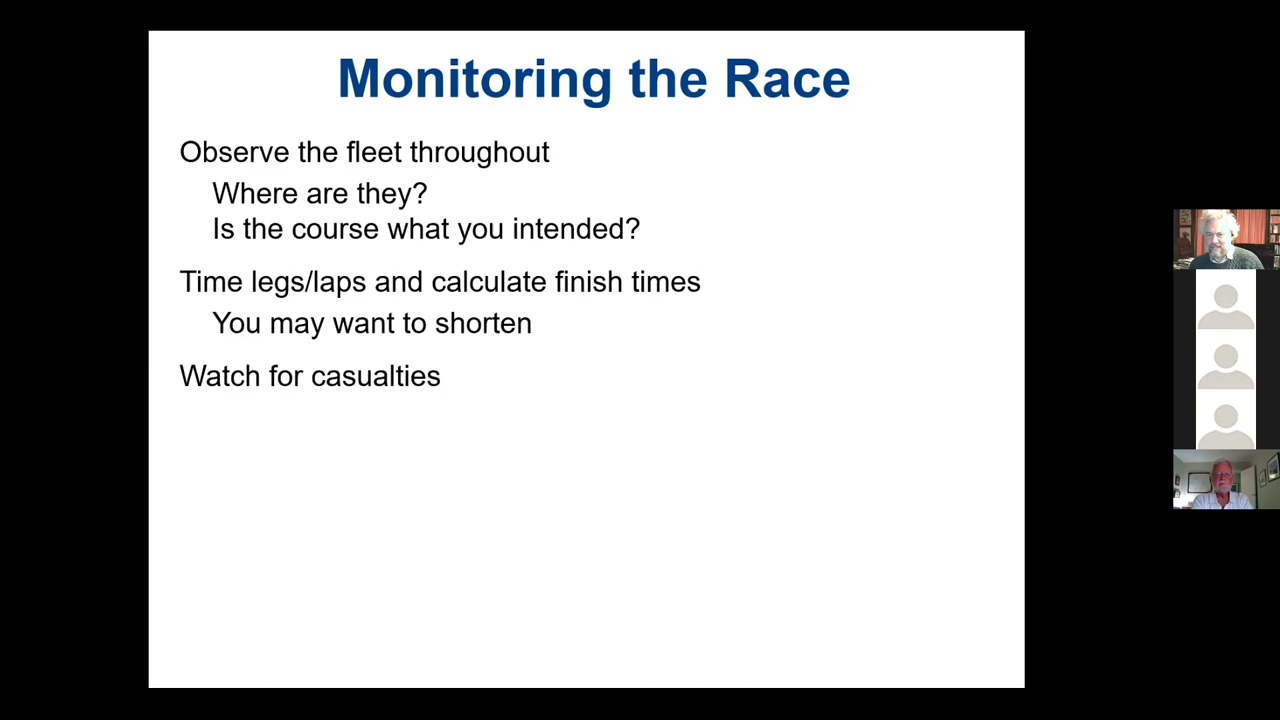 Monitoring the Race
Observe the fleet throughout
Where are they?
Is the course what you intended?
Time legs/laps and calculate finish times
You may want to shorten
Watch for casualties